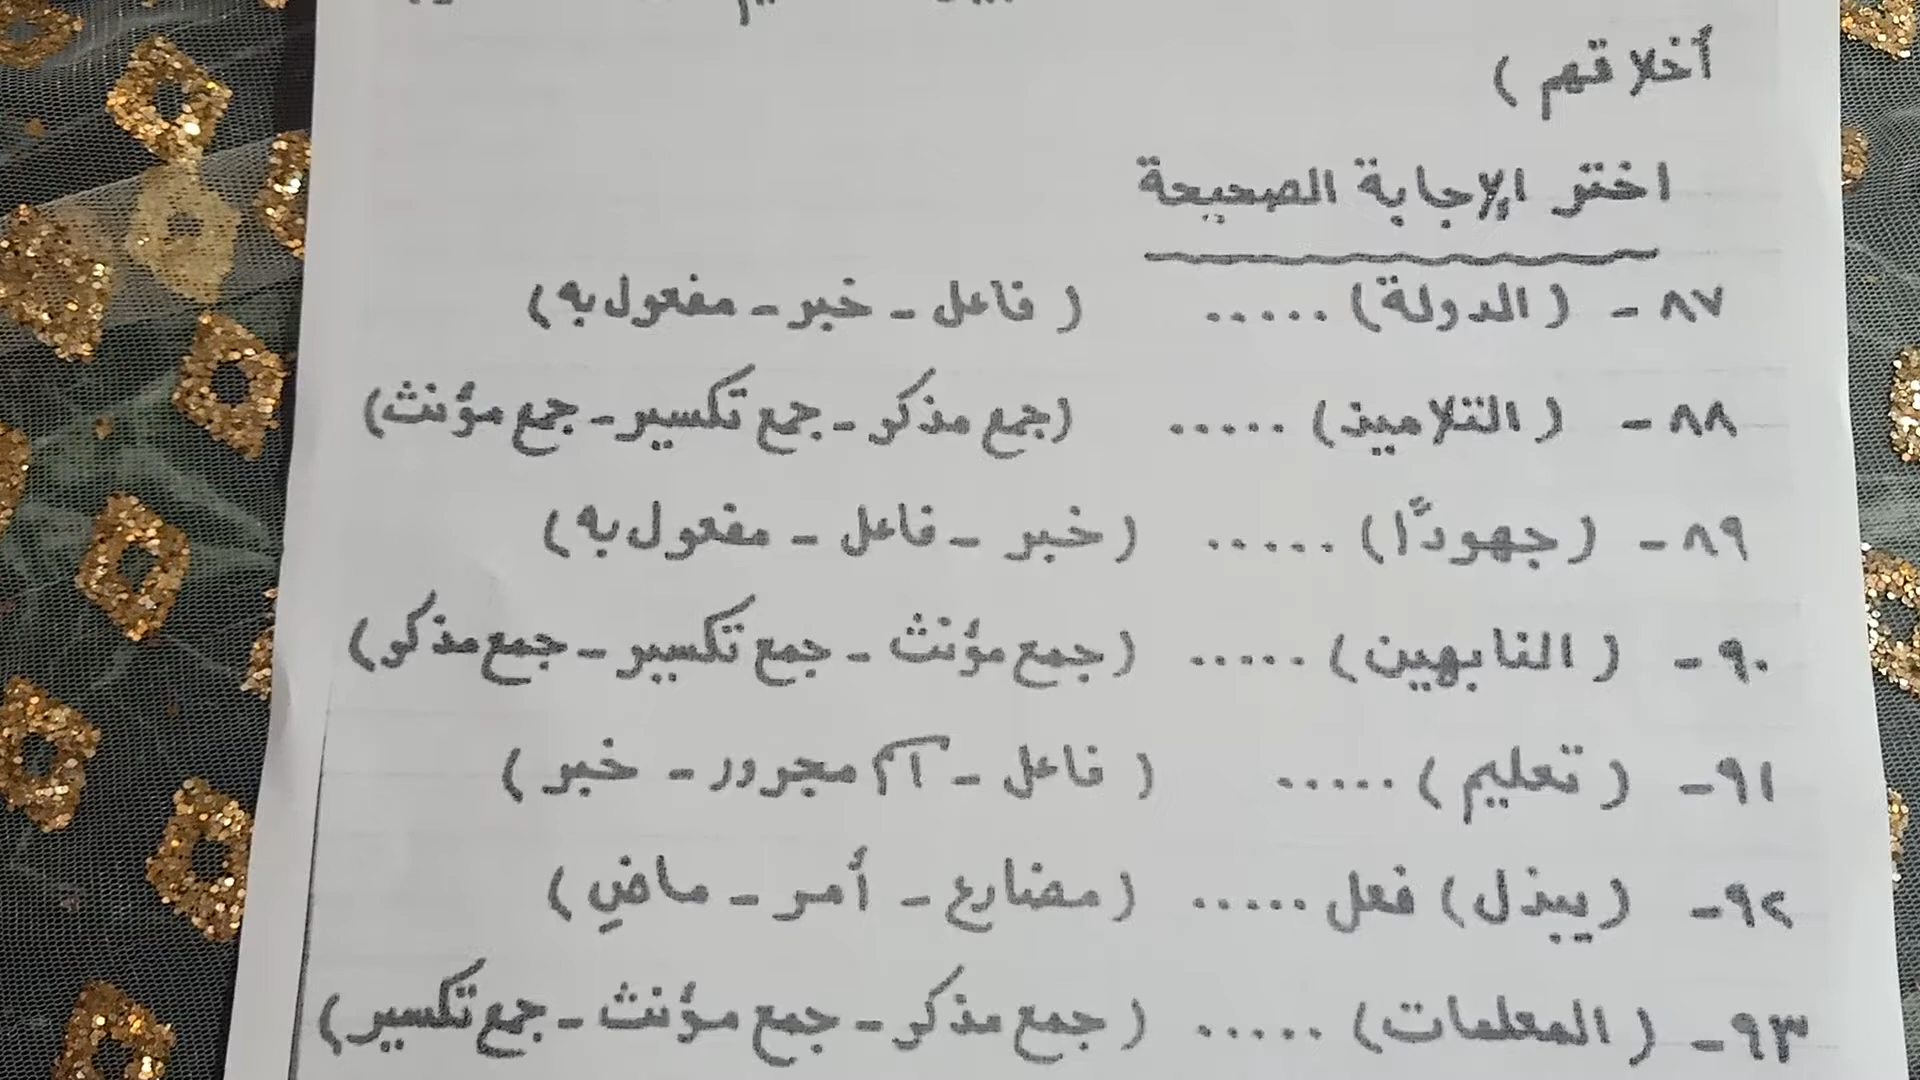 أخلاقهم )
اختر الإجابة الصحيحة
٨٧ - ( الدولة ) ..... ( فاعل - خبر - مفعول به )
٨٨ - ( التلاميذ ) ..... ( جمع مذكر - جمع تكسير - جمع مؤنث )
٨٩ - ( جهودًا ) ..... ( خبر - فاعل - مفعول به )
٩٠ - ( النابهين ) ..... ( جمع مؤنث - جمع تكسير - جمع مذكر )
٩١ - ( تعليم ) ..... ( فاعل - اسم مجرور - خبر )
٩٢ - ( يبذل ) فعل ..... ( مضارع - أمر - ماضٍ )
٩٣ - ( المعلمات ) ..... ( جمع مذكر - جمع مؤنث - جمع تكسير )